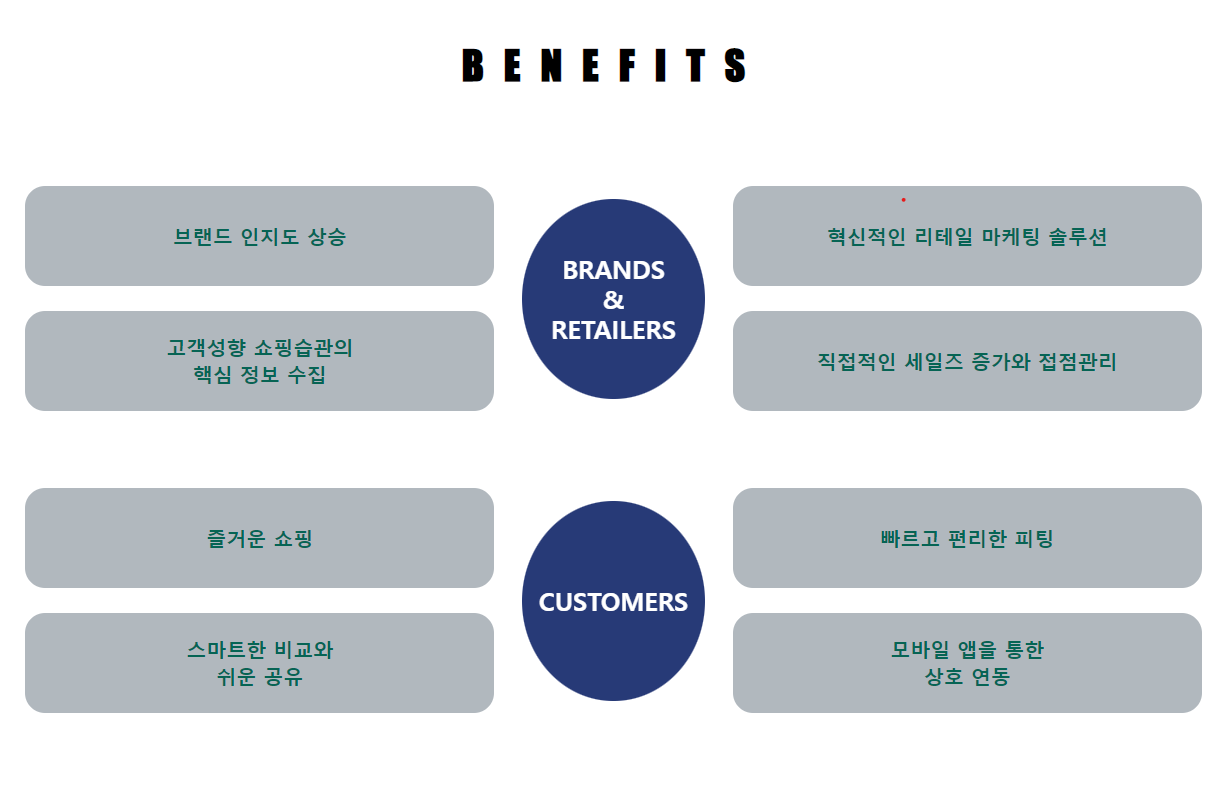 BENEFITS
브랜드 인지도 상승
고객성향 쇼핑습관의
핵심 정보 수집
BRANDS
&
RETAILERS
혁신적인 리테일 마케팅 솔루션
직접적인 세일즈 증가와 접점관리
즐거운 쇼핑
스마트한 비교와
쉬운 공유
CUSTOMERS
빠르고 편리한 피팅
모바일 앱을 통한
상호 연동